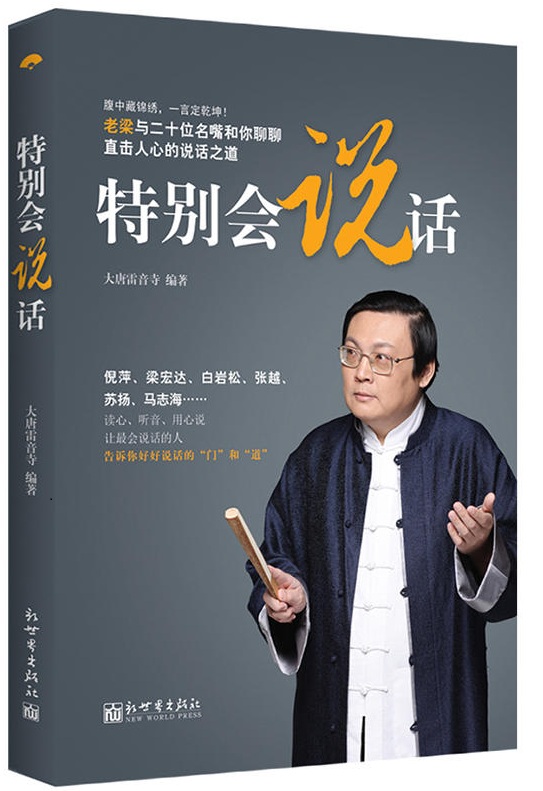 腹中藏锦绣，一言定乾坤！
老梁与二十位名嘴和你聊聊
直击人心的说话之道
特别会说话
大唐雷音寺 编著
倪萍、梁宏达、白岩松、张越、
苏扬、马志海……
读心、听音、用心说
让最会说话的人
告诉你好好说话的“门”和“道”
新世界出版社
NEW WORLD PRESS
特别会说话
大唐雷音寺 编著
新世界出版社